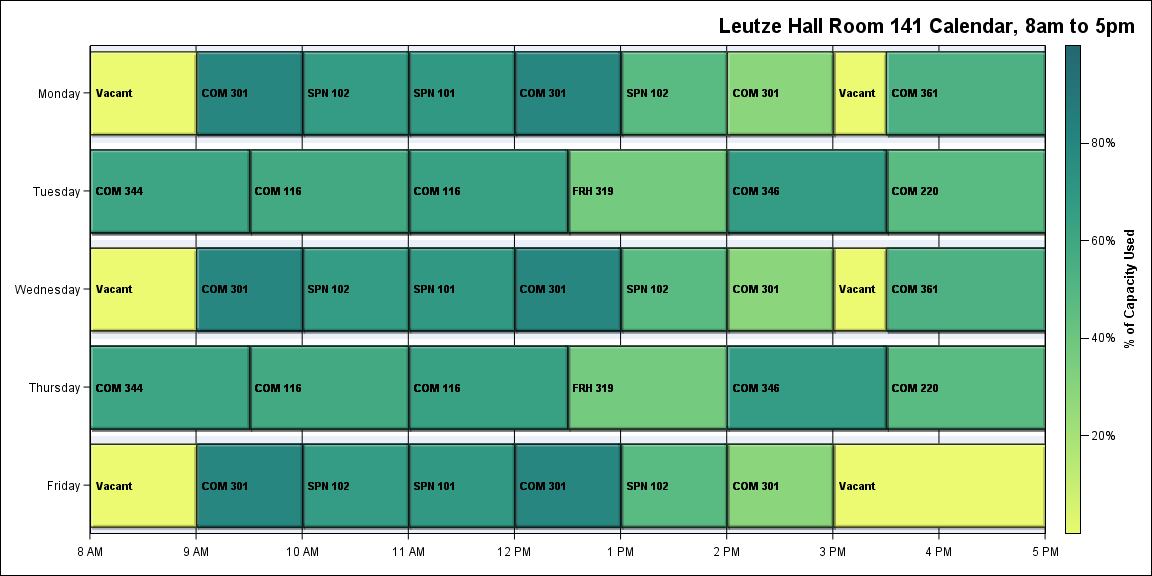 Leutze Hall Room 141 Calendar, 8am to 5pm
Monday
Vacant COM 301 SPN 102 SPN 101 COM 301 SPN 102 COM 301 Vacant COM 361
Tuesday
COM 344 COM 116 COM 116 FRH 319 COM 346 COM 220
Wednesday
Vacant COM 301 SPN 102 SPN 101 COM 301 SPN 102 COM 301 Vacant COM 361
Thursday
COM 344 COM 116 COM 116 FRH 319 COM 346 COM 220
Friday
Vacant COM 301 SPN 102 SPN 101 COM 301 SPN 102 COM 301 Vacant
8 AM 9 AM 10 AM 11 AM 12 PM 1 PM 2 PM 3 PM 4 PM 5 PM
80%
60%
40%
20%
% of Capacity Used